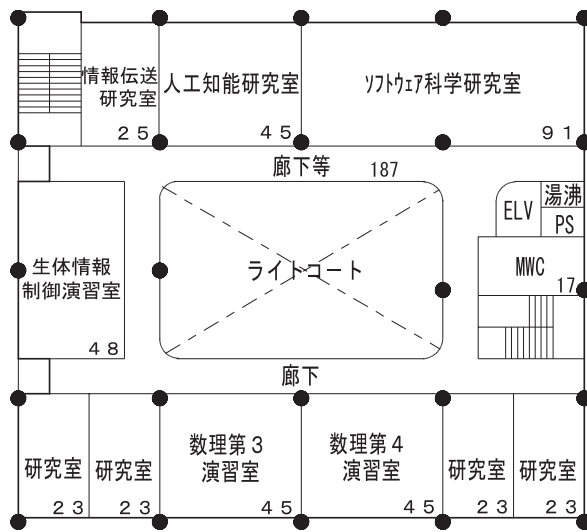 情報伝送
研究室
25
人工知能研究室
45
ソフトウェア科学研究室
91
廊下等 187
湯沸
ELV
PS
ライトコート
生体情報
制御演習室
48
MWC
17
廊下
研究室
23
研究室
23
数理第3
演習室
45
数理第4
演習室
45
研究室
23
研究室
23